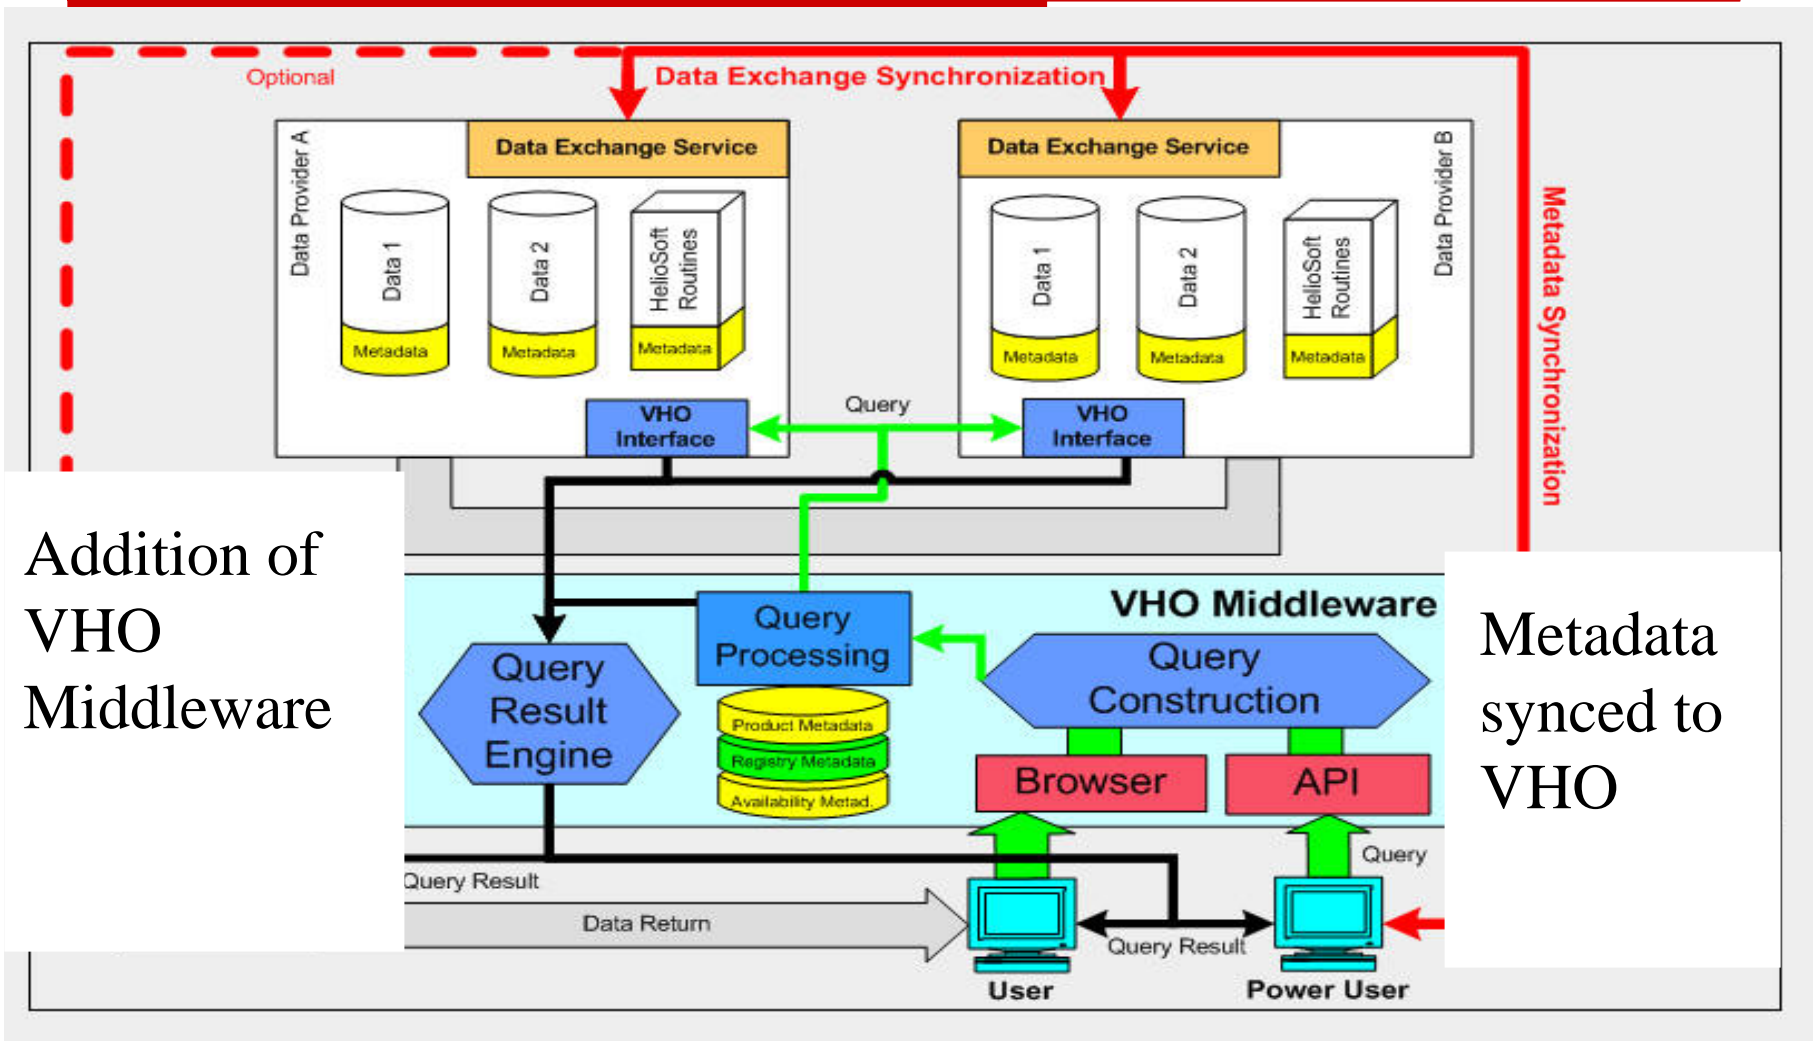 Optional
Data Exchange Synchronization
Data Provider A
Data Exchange Service
Data 1
Metadata
Data 2
Metadata
HelioSoft
Routines
Metadata
VHO
Interface
Query
Data Exchange Service
Data Provider B
Data 1
Metadata
Data 2
Metadata
HelioSoft
Routines
Metadata
VHO
Interface
Metadata Synchronization
Addition of
VHO
Middleware
VHO Middleware
Query
Result
Engine
Query
Processing
Product Metadata
Registry Metadata
Availability Metad.
Query
Construction
Browser
API
Metadata
synced to
VHO
Query
Query Result
Data Return
Query Result
User
Power User